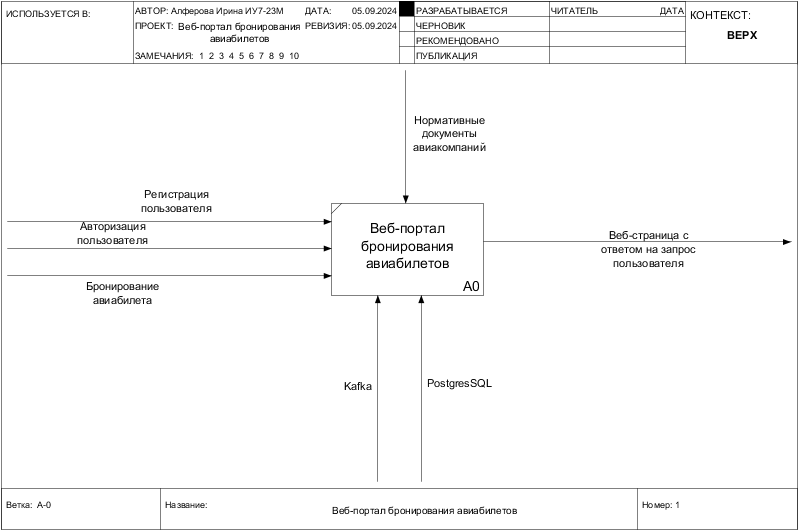 ИСПОЛЬЗУЕТСЯ В:
АВТОР: Алферова Ирина ИУ7-23М
ДАТА: 05.09.2024
ПРОЕКТ: Веб-портал бронирования
авиабилетов
РЕВИЗИЯ: 05.09.2024
ЗАМЕЧАНИЯ: 1 2 3 4 5 6 7 8 9 10
РАЗРАБАТЫВАЕТСЯ
ЧЕРНОВИК
РЕКОМЕНДОВАНО
ПУБЛИКАЦИЯ
ЧИТАТЕЛЬ
ДАТА
КОНТЕКСТ:
ВЕРХ
Нормативные
документы
авиакомпаний
Регистрация
пользователя
Авторизация
пользователя
Бронирование
авиабилета
Веб-портал
бронирования
авиабилетов
A0
Веб-страница с
ответом на запрос
пользователя
Kafka
PostgresSQL
Ветка: A-0
Название:
Веб-портал бронирования авиабилетов
Номер: 1